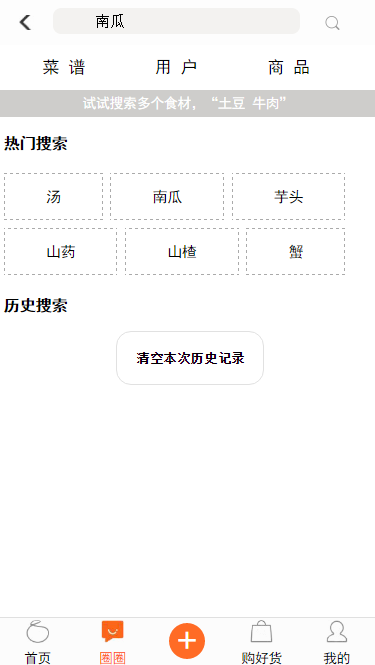 南瓜
菜 谱 用 户 商 品
试试搜索多个食材，“土豆 牛肉”
热门搜索
汤 南瓜 芋头
山药 山楂 蟹
历史搜索
清空本次历史记录
首页 圈圈 购好货 我的